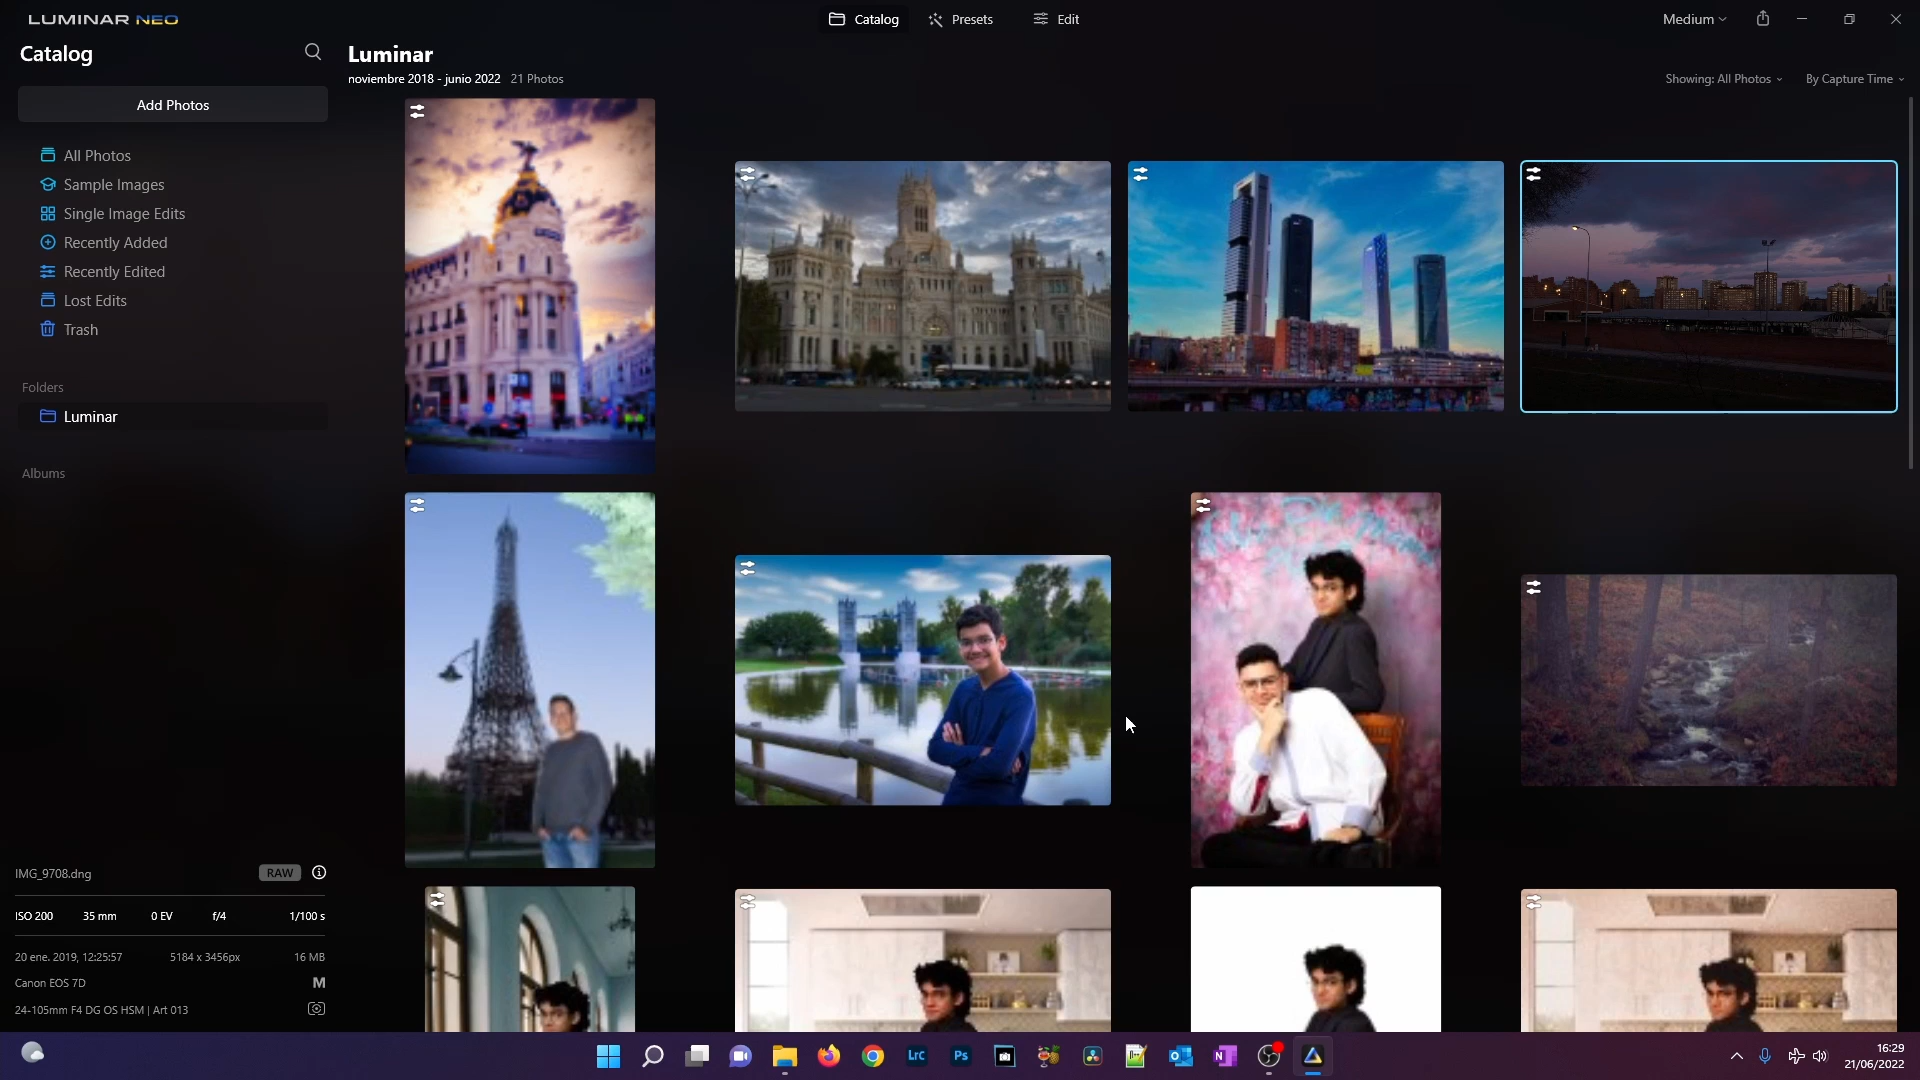 LUMINAR NEO
Catalog
Presets
Edit
Medium
Catalog
Luminar
noviembre 2018 - junio 2022 21 Photos
Showing: All Photos
By Capture Time
Add Photos
All Photos
Sample Images
Single Image Edits
Recently Added
Recently Edited
Lost Edits
Trash
Folders
Luminar
Albums
IMG_9708.dng RAW
ISO 200 35 mm 0 EV f/4 1/100 s
20 ene. 2019, 12:25:57 5184 x 3456px 16 MB
Canon EOS 7D M
24-105mm F4 DG OS HSM | Art 013
LrC
Ps
16:29
21/06/2022